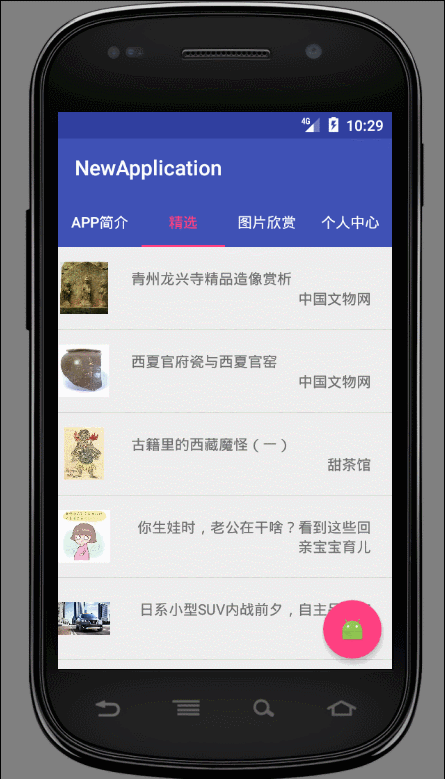 4G 10:29
NewApplication
APP简介 精选 图片欣赏 个人中心
青州龙兴寺精品造像赏析
中国文物网
西夏官府瓷与西夏官窑
中国文物网
古籍里的西藏魔怪（一）
甜茶馆
你生娃时，老公在干啥？看到这些回
亲宝宝育儿
日系小型SUV内战前夕，自主